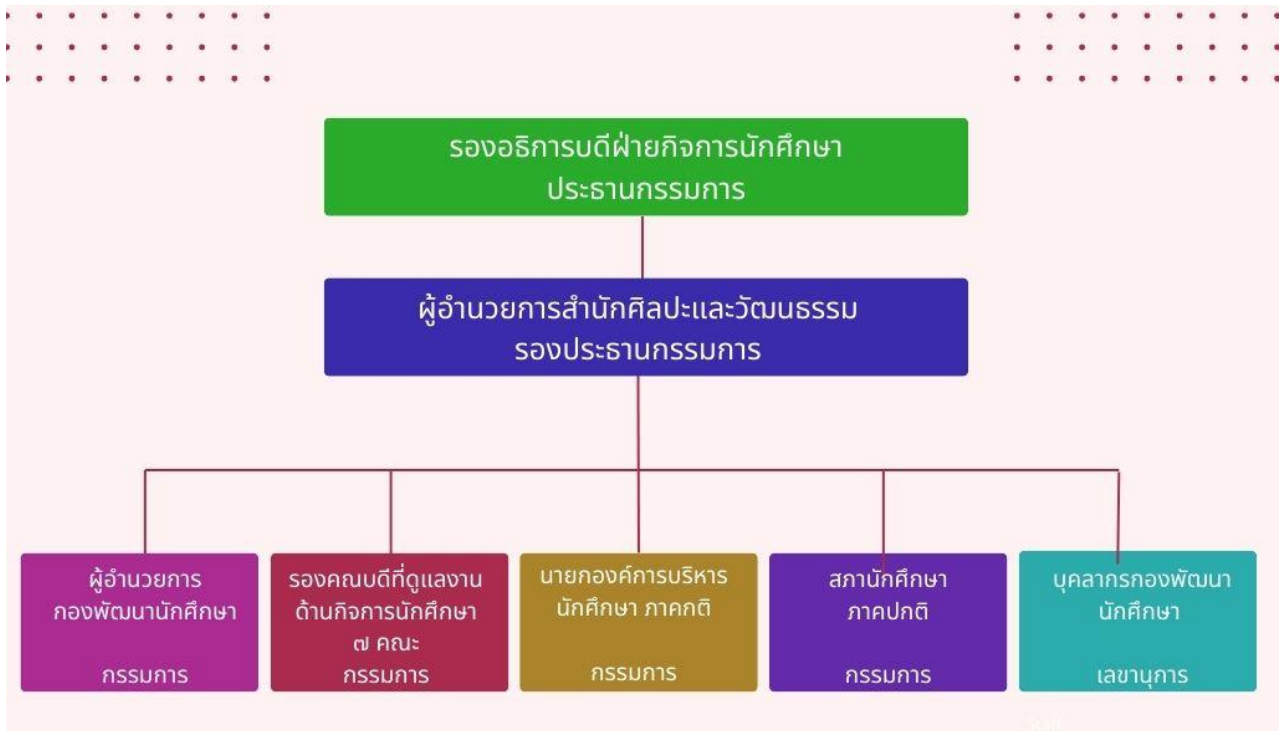 รองอธิการบดีฝ่ายกิจการนักศึกษา
ประธานกรรมการ
ผู้อำนวยการสำนักศิลปะและวัฒนธรรม
รองประธานกรรมการ
ผู้อำนวยการ
กองพัฒนานักศึกษา
กรรมการ
รองคณบดีที่ดูแลงาน
ด้านกิจการนักศึกษา
๗ คณะ
กรรมการ
นายกองค์การบริหาร
นักศึกษา ภาคกติ
กรรมการ
สภานักศึกษา
ภาคปกติ
กรรมการ
บุคลากรกองพัฒนา
นักศึกษา
เลขานุการ